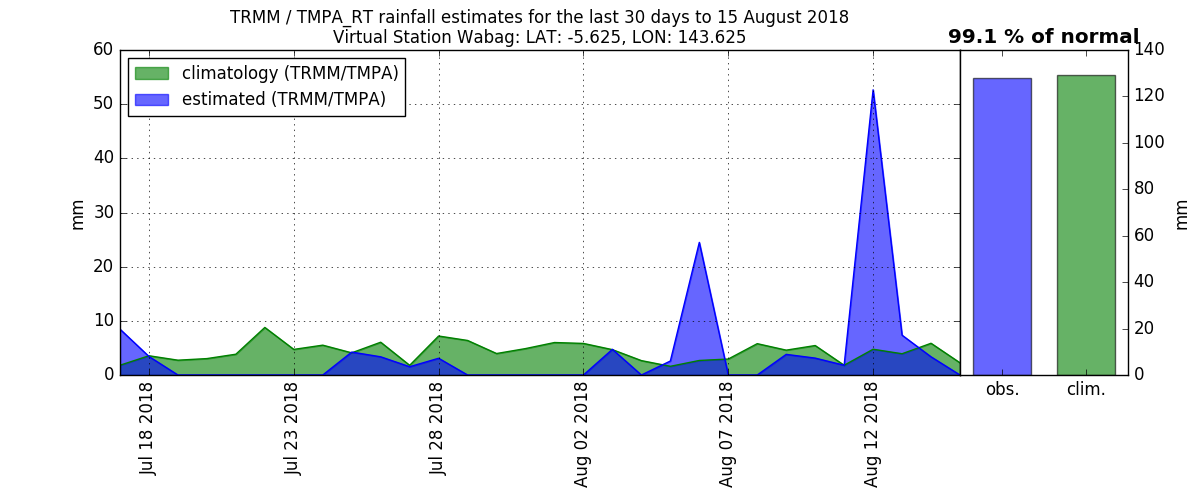 TRMM / TMPA_RT rainfall estimates for the last 30 days to 15 August 2018
Virtual Station Wabag: LAT: -5.625, LON: 143.625
99.1 % of normal
climatology (TRMM/TMPA)
estimated (TRMM/TMPA)
60
50
40
30
20
10
0
mm
Jul 18 2018
Jul 23 2018
Jul 28 2018
Aug 02 2018
Aug 07 2018
Aug 12 2018
140
120
100
80
60
40
20
0
mm
obs.
clim.